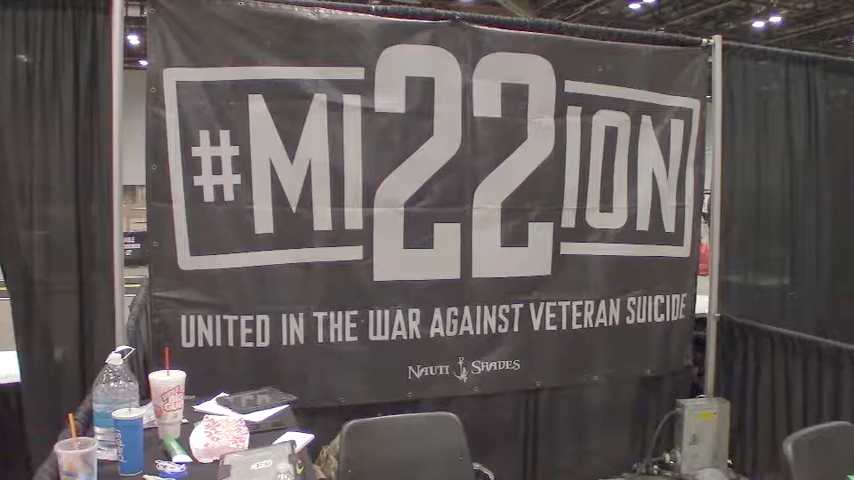 #MI22ION
UNITED IN THE WAR AGAINST VETERAN SUICIDE
NAUTI SHADES